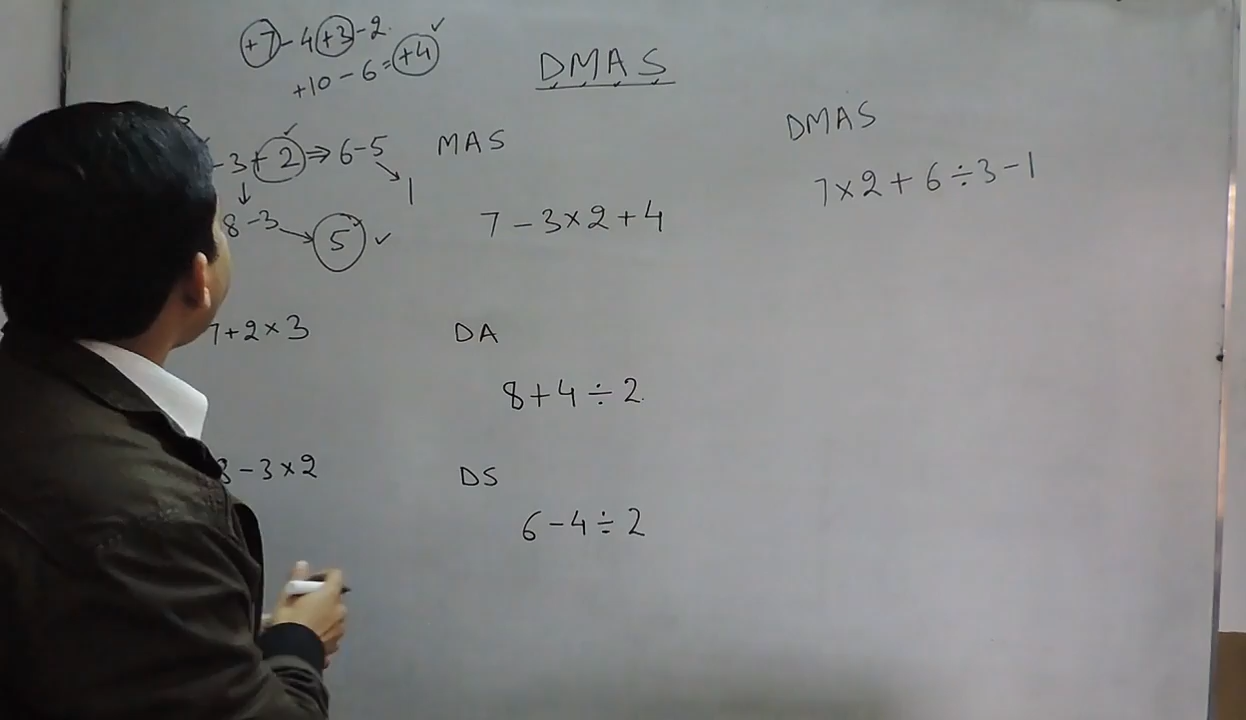 +7-4+3-2
+10-6=+4 ✓
DMAS
-3+2 ⇒ 6-5
1
8-3
5 ✓
7+2×3
8-3×2
MAS
7-3×2+4
DA
8+4÷2
DS
6-4÷2
DMAS
7×2+6÷3-1